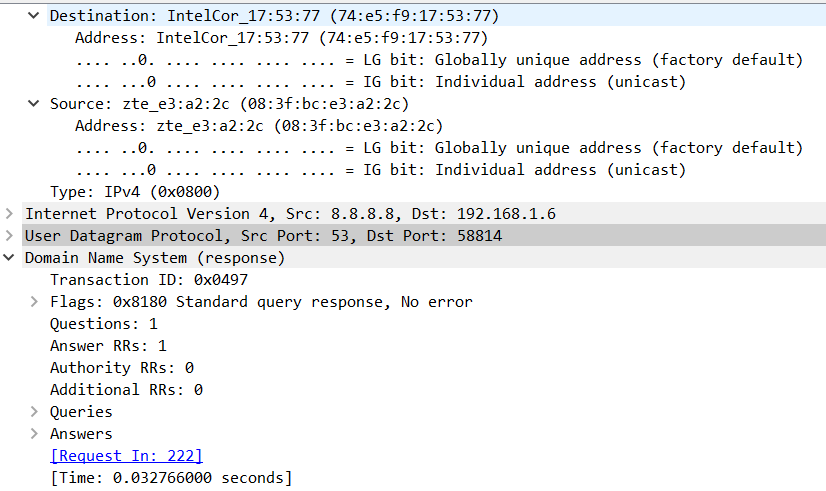 Destination: IntelCor_17:53:77 (74:e5:f9:17:53:77)
Address: IntelCor_17:53:77 (74:e5:f9:17:53:77)
.... ..0. .... .... .... .... = LG bit: Globally unique address (factory default)
.... ...0 .... .... .... .... = IG bit: Individual address (unicast)
Source: zte_e3:a2:2c (08:3f:bc:e3:a2:2c)
Address: zte_e3:a2:2c (08:3f:bc:e3:a2:2c)
.... ..0. .... .... .... .... = LG bit: Globally unique address (factory default)
.... ...0 .... .... .... .... = IG bit: Individual address (unicast)
Type: IPv4 (0x0800)
Internet Protocol Version 4, Src: 8.8.8.8, Dst: 192.168.1.6
User Datagram Protocol, Src Port: 53, Dst Port: 58814
Domain Name System (response)
Transaction ID: 0x0497
Flags: 0x8180 Standard query response, No error
Questions: 1
Answer RRs: 1
Authority RRs: 0
Additional RRs: 0
Queries
Answers
[Request In: 222]
[Time: 0.032766000 seconds]